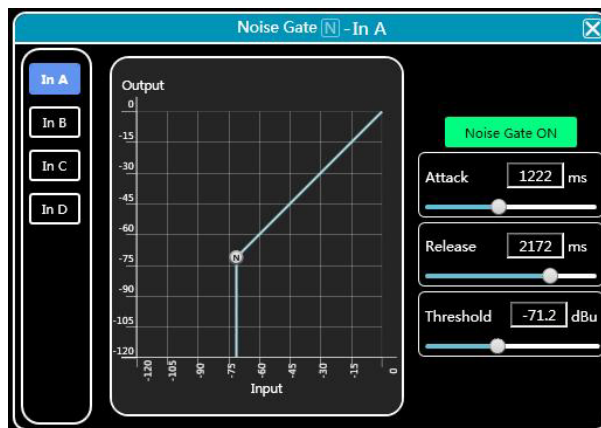 Noise Gate N -In A
In A
In B
In C
In D
Output
0
-15
-30
-45
-60
-75
-90
-105
-120
N
-120
-105
-90
-75
-60
-45
-30
-15
0
Input
Noise Gate ON
Attack 1222 ms
Release 2172 ms
Threshold -71.2 dBu